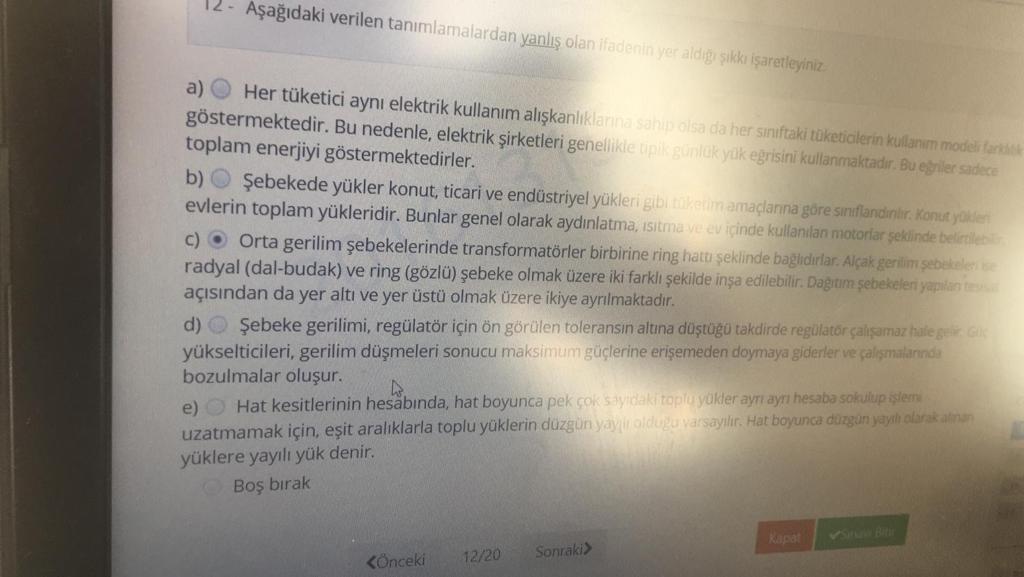 12 - Aşağıdaki verilen tanımlamalardan yanlış olan ifadenin yer aldığı şıkkı işaretleyiniz.
a) Her tüketici aynı elektrik kullanım alışkanlıklarına sahip olsa da her sınıftaki tüketicilerin kullanım modeli farklılık
göstermektedir. Bu nedenle, elektrik şirketleri genellikle tipik günlük yük eğrisini kullanmaktadır. Bu eğriler sadece
toplam enerjiyi göstermektedirler.
b) Şebekede yükler konut, ticari ve endüstriyel yükleri gibi tüketim amaçlarına göre sınıflandırılır. Konut yükleri
evlerin toplam yükleridir. Bunlar genel olarak aydınlatma, ısıtma ve ev içinde kullanılan motorlar şeklinde belirtilebilir.
c) Orta gerilim şebekelerinde transformatörler birbirine ring hattı şeklinde bağlıdırlar. Alçak gerilim şebekeleri ise
radyal (dal-budak) ve ring (gözlü) şebeke olmak üzere iki farklı şekilde inşa edilebilir. Dağıtım şebekeleri yapılan tesisat
açısından da yer altı ve yer üstü olmak üzere ikiye ayrılmaktadır.
d) Şebeke gerilimi, regülatör için ön görülen toleransın altına düştüğü takdirde regülatör çalışamaz hale gelir. Güç
yükselticileri, gerilim düşmeleri sonucu maksimum güçlerine erişemeden doymaya giderler ve çalışmalarında
bozulmalar oluşur.
e) Hat kesitlerinin hesabında, hat boyunca pek çok sayıdaki toplu yükler ayrı ayrı hesaba sokulup işlemi
uzatmamak için, eşit aralıklarla toplu yüklerin düzgün yayılı olduğu varsayılır. Hat boyunca düzgün yayılı olarak alınan
yüklere yayılı yük denir.
Boş bırak
Önceki 12/20 Sonraki Kapat Sınavı Bitir